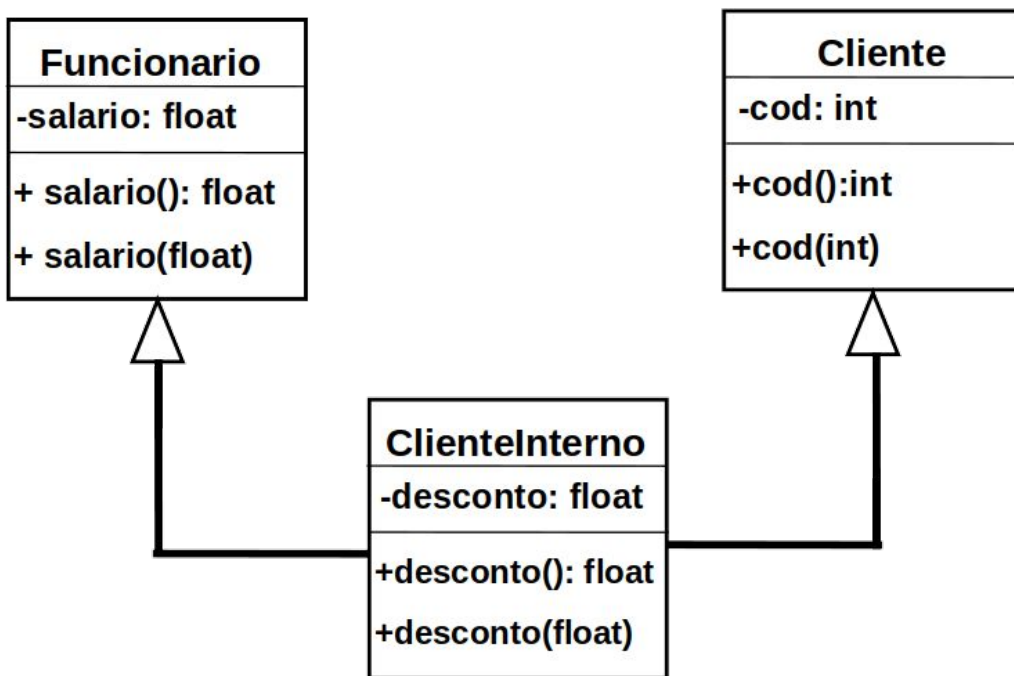 Funcionario
-salario: float
+ salario(): float
+ salario(float)
Cliente
-cod: int
+cod():int
+cod(int)
ClienteInterno
-desconto: float
+desconto(): float
+desconto(float)